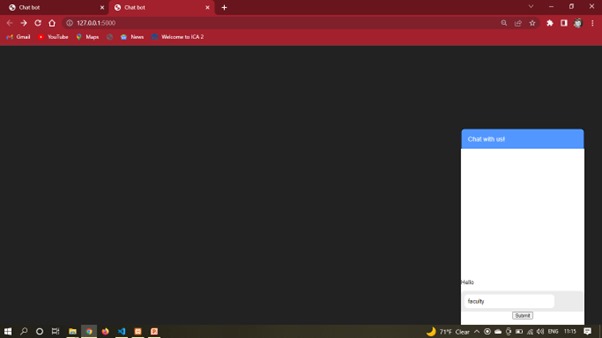 Chat bot
Chat bot
127.0.0.1:5000
Gmail
YouTube
Maps
News
Welcome to ICA 2
Chat with us!
Hello
faculty
Submit
71°F Clear
ENG
11:15